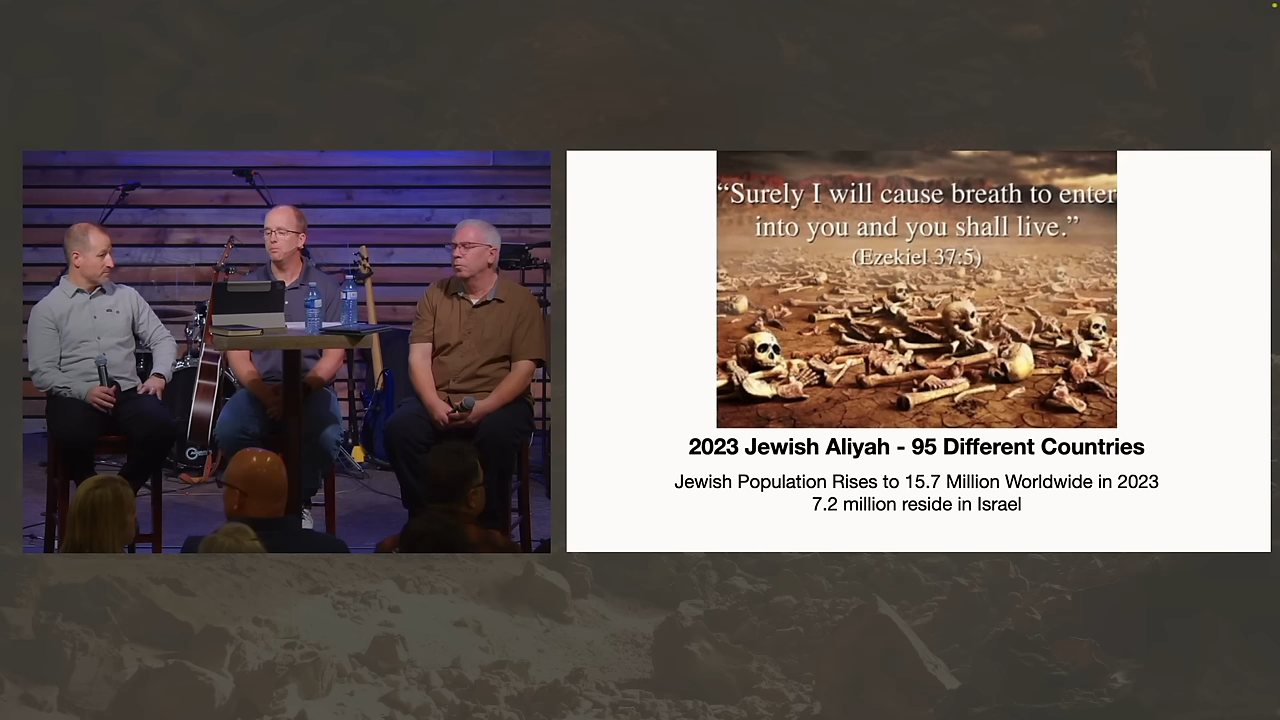 “Surely I will cause breath to enter
into you and you shall live.”
(Ezekiel 37:5)
2023 Jewish Aliyah - 95 Different Countries
Jewish Population Rises to 15.7 Million Worldwide in 2023
7.2 million reside in Israel